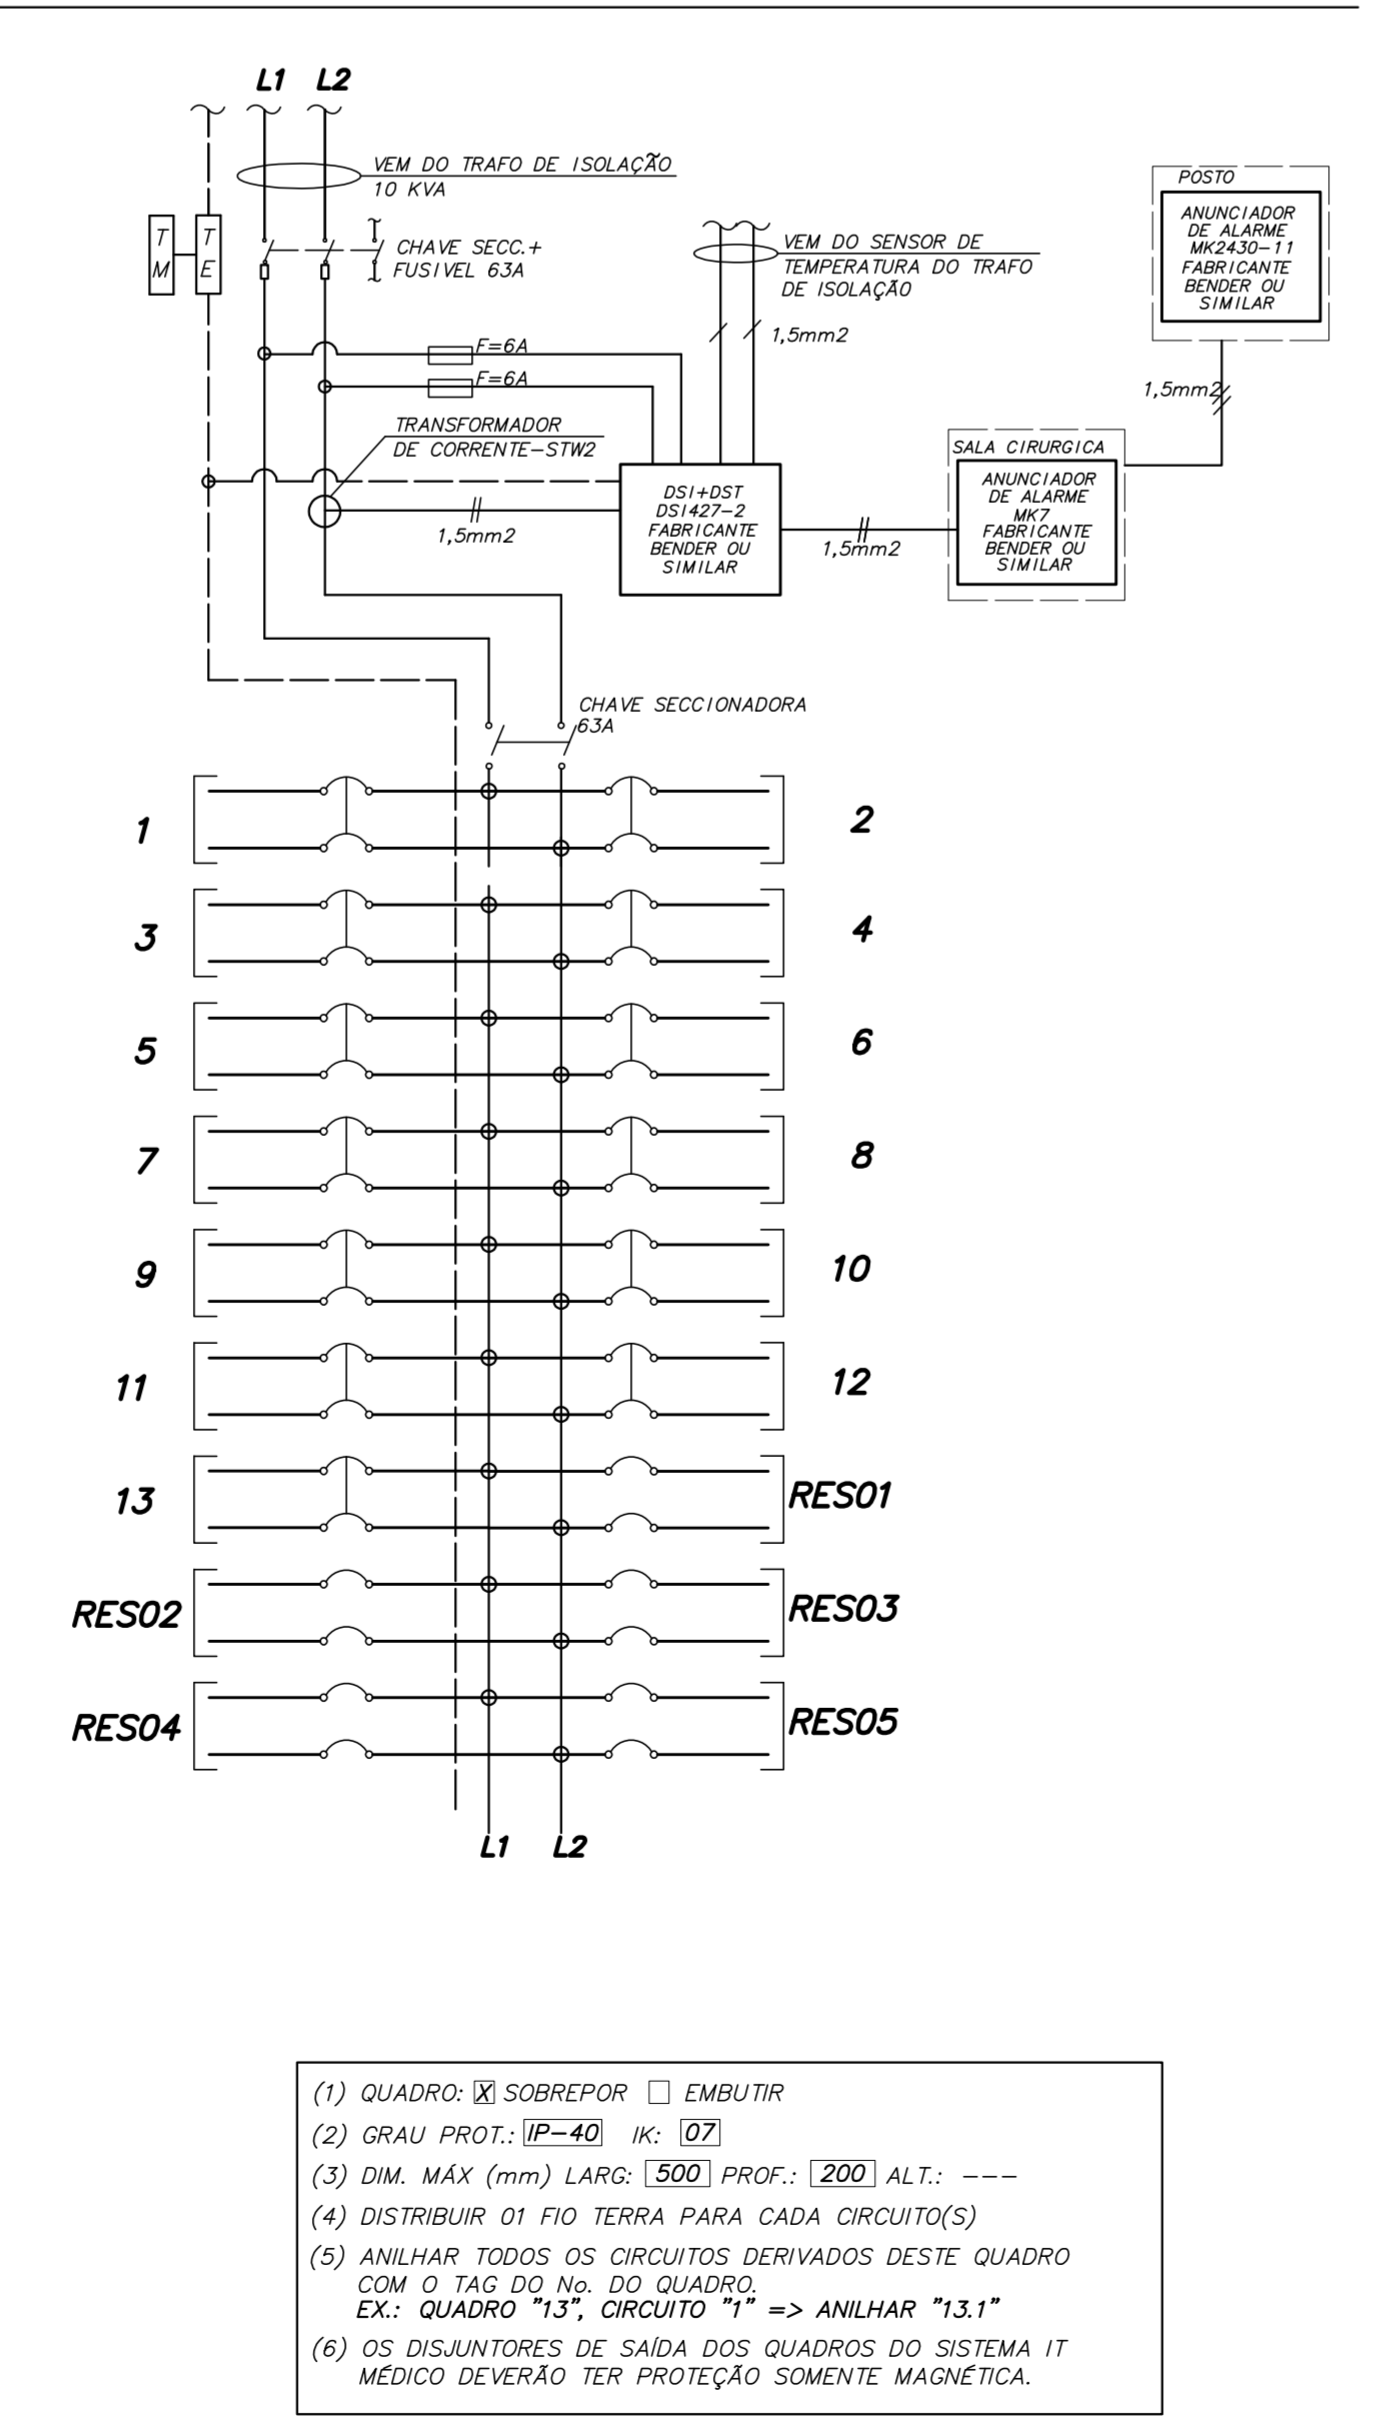 L1 L2
VEM DO TRAFO DE ISOLAÇÃO
10 KVA
T
M
T
E
CHAVE SECC.+
FUSIVEL 63A
VEM DO SENSOR DE
TEMPERATURA DO TRAFO
DE ISOLAÇÃO
1,5mm2
POSTO
ANUNCIADOR
DE ALARME
MK2430-11
FABRICANTE
BENDER OU
SIMILAR
1,5mm2
F=6A
F=6A
TRANSFORMADOR
DE CORRENTE-STW2
1,5mm2
DSI+DST
DSI427-2
FABRICANTE
BENDER OU
SIMILAR
1,5mm2
SALA CIRURGICA
ANUNCIADOR
DE ALARME
MK7
FABRICANTE
BENDER OU
SIMILAR
CHAVE SECCIONADORA
63A
1 2
3 4
5 6
7 8
9 10
11 12
13 RES01
RES02 RES03
RES04 RES05
L1 L2
(1) QUADRO: X SOBREPOR EMBUTIR
(2) GRAU PROT.: IP-40 IK: 07
(3) DIM. MÁX (mm) LARG: 500 PROF.: 200 ALT.: ---
(4) DISTRIBUIR 01 FIO TERRA PARA CADA CIRCUITO(S)
(5) ANILHAR TODOS OS CIRCUITOS DERIVADOS DESTE QUADRO
COM O TAG DO No. DO QUADRO.
EX.: QUADRO "13", CIRCUITO "1" => ANILHAR "13.1"
(6) OS DISJUNTORES DE SAÍDA DOS QUADROS DO SISTEMA IT
MÉDICO DEVERÃO TER PROTEÇÃO SOMENTE MAGNÉTICA.